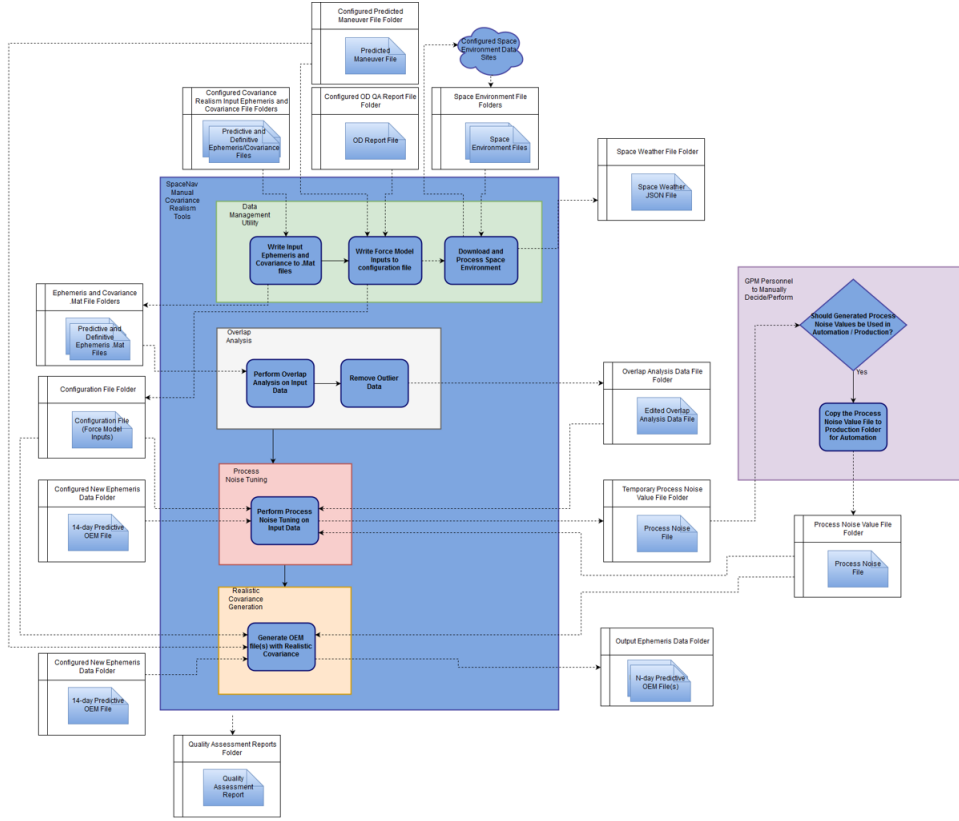 Configured Predicted
Maneuver File Folder
Predicted
Maneuver File
Configured Space
Environment Data
Sites
Configured Covariance
Realism Input Ephemeris and
Covariance File Folders
Predictive and
Definitive
Ephemeris/Covariance
Files
Configured OD QA Report File
Folder
OD Report File
Space Environment File
Folders
Space
Environment Files
Space Weather File Folder
Space Weather
JSON File
SpaceNav
Manual
Covariance
Realism
Tools
Data
Management
Utility
Write Input
Ephemeris and
Covariance to .Mat
files
Write Force Model
Inputs to
configuration file
Download and
Process Space
Environment
GPM Personnel
to Manually
Decide/Perform
Should Generated Process
Noise Values be Used in
Automation / Production?
Yes
Copy the Process
Noise Value File to
Production Folder
for Automation
Ephemeris and Covariance
.Mat File Folders
Predictive and
Definitive
Ephemeris .Mat
Files
Overlap
Analysis
Perform Overlap
Analysis on Input
Data
Remove Outlier
Data
Overlap Analysis Data File
Folder
Edited Overlap
Analysis Data File
Configuration File Folder
Configuration File
(Force Model
Inputs)
Process
Noise Tuning
Perform Process
Noise Tuning on
Input Data
Configured New Ephemeris
Data Folder
14-day Predictive
OEM File
Temporary Process Noise
Value File Folder
Process Noise
File
Process Noise Value File
Folder
Process Noise
File
Realistic
Covariance
Generation
Generate OEM
file(s) with Realistic
Covariance
Configured New Ephemeris
Data Folder
14-day Predictive
OEM File
Output Ephemeris Data Folder
N-day Predictive
OEM File(s)
Quality Assessment Reports
Folder
Quality
Assessment
Report